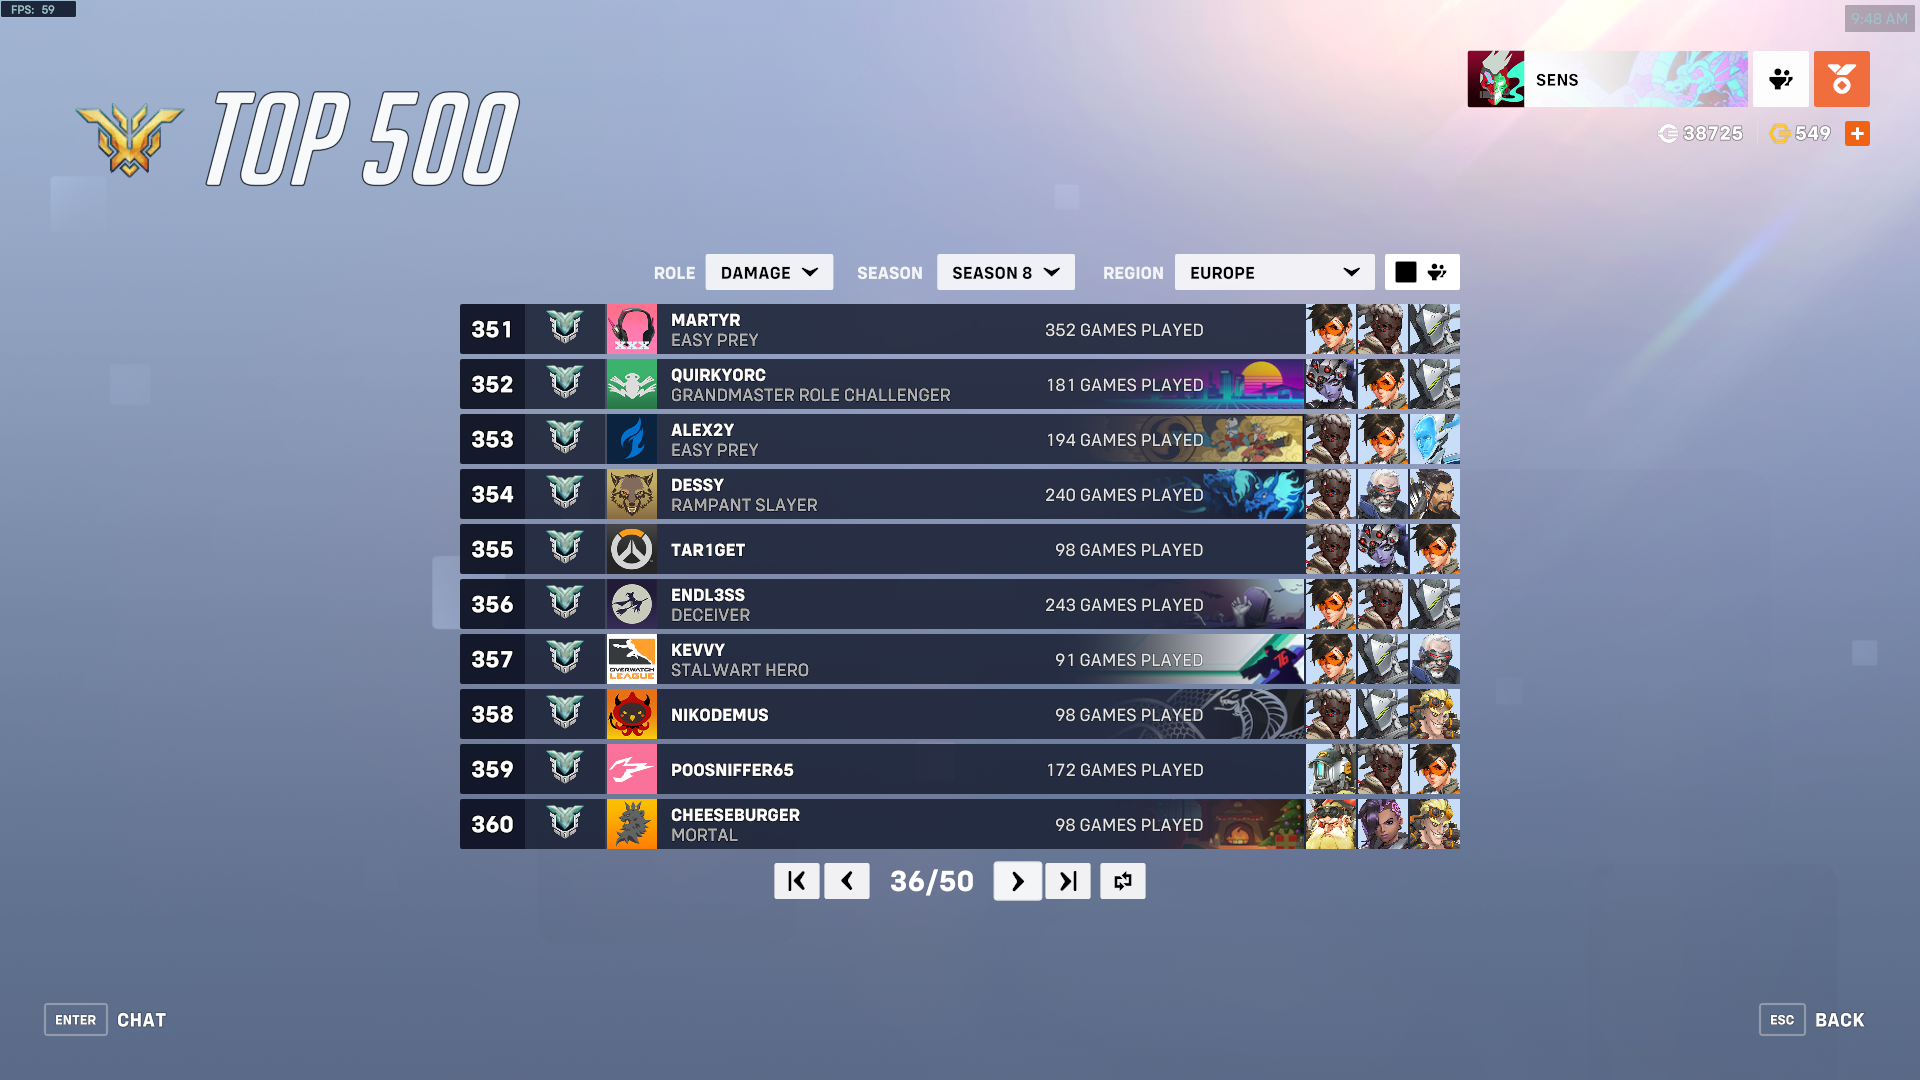 FPS: 59
9:48 AM
TOP 500
SENS
38725
549
ROLE
DAMAGE
SEASON
SEASON 8
REGION
EUROPE
351
XXX
MARTYR
EASY PREY
352 GAMES PLAYED
352
QUIRKYORC
GRANDMASTER ROLE CHALLENGER
181 GAMES PLAYED
353
ALEX2Y
EASY PREY
194 GAMES PLAYED
354
DESSY
RAMPANT SLAYER
240 GAMES PLAYED
355
TAR1GET
98 GAMES PLAYED
356
ENDL3SS
DECEIVER
243 GAMES PLAYED
357
OVERWATCH
LEAGUE
KEVVY
STALWART HERO
91 GAMES PLAYED
76
358
NIKODEMUS
98 GAMES PLAYED
359
POOSNIFFER65
172 GAMES PLAYED
360
CHEESEBURGER
MORTAL
98 GAMES PLAYED
36/50
ENTER
CHAT
ESC
BACK